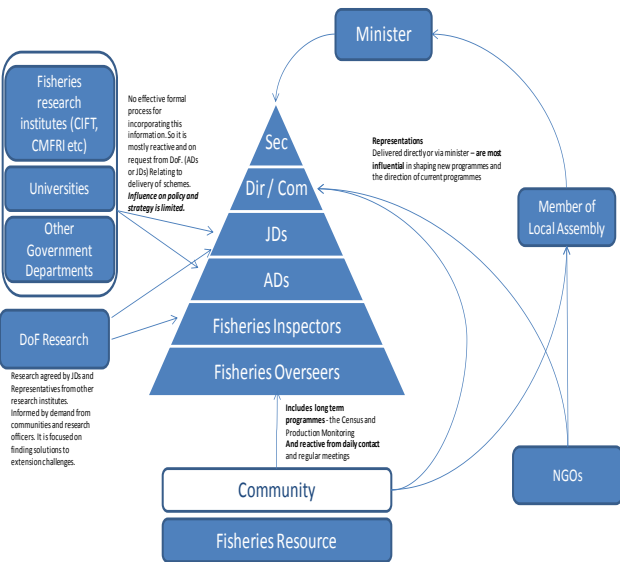 Minister
Fisheries
research
institutes (CIFT,
CMFRI etc)
Universities
Other
Government
Departments
No effective formal
process for
incorporating this
information. So it is
mostly reactive and on
request from DoF. (ADs
or JDs) Relating to
delivery of schemes.
Influence on policy and
strategy is limited.
Sec
Dir / Com
JDs
ADs
Fisheries Inspectors
Fisheries Overseers
Representations
Delivered directly or via minister – are most
influential in shaping new programmes and
the direction of current programmes
Member of
Local Assembly
DoF Research
Research agreed by JDs and
Representatives from other
research institutes.
Informed by demand from
communities and research
officers. It is focused on
finding solutions to
extension challenges.
Includes long term
programmes - the Census and
Production Monitoring
And reactive from daily contact
and regular meetings
NGOs
Community
Fisheries Resource